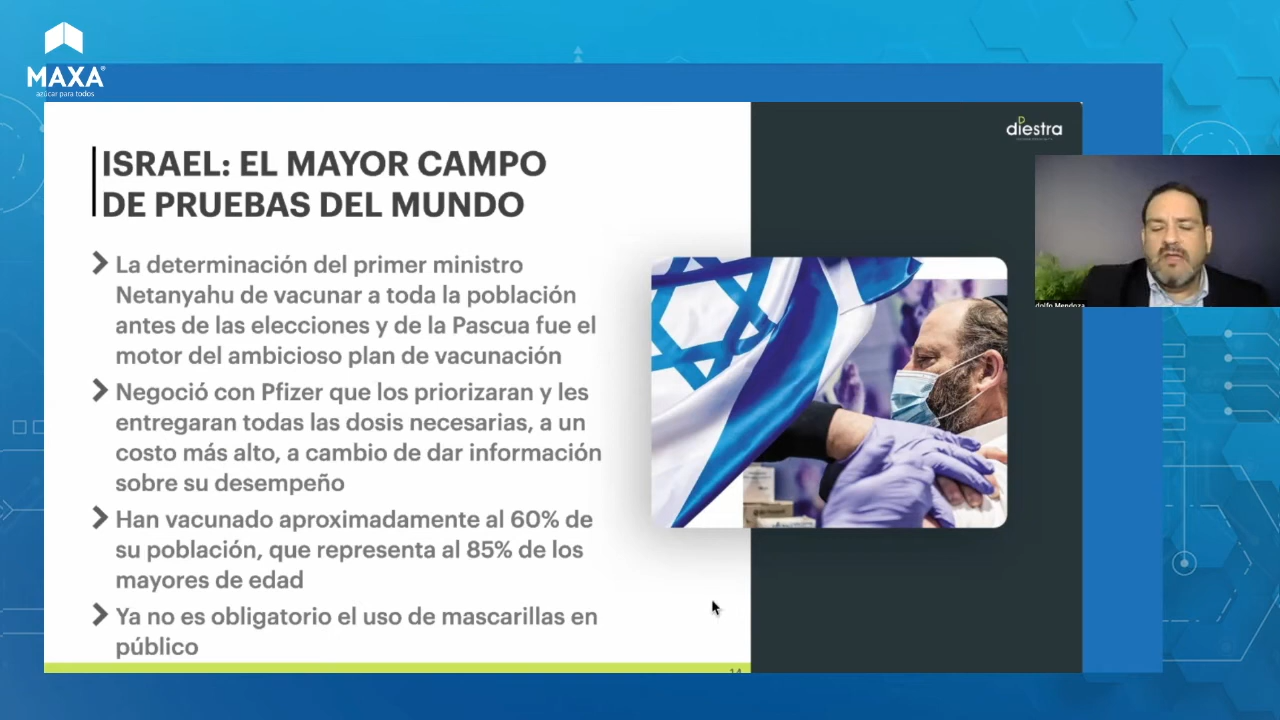 MAXA®
azúcar para todos
diestra
ISRAEL: EL MAYOR CAMPO
DE PRUEBAS DEL MUNDO
La determinación del primer ministro
Netanyahu de vacunar a toda la población
antes de las elecciones y de la Pascua fue el
motor del ambicioso plan de vacunación
Negoció con Pfizer que los priorizaran y les
entregaran todas las dosis necesarias, a un
costo más alto, a cambio de dar información
sobre su desempeño
Han vacunado aproximadamente al 60% de
su población, que representa al 85% de los
mayores de edad
Ya no es obligatorio el uso de mascarillas en
público
14
dolfo Mendoza